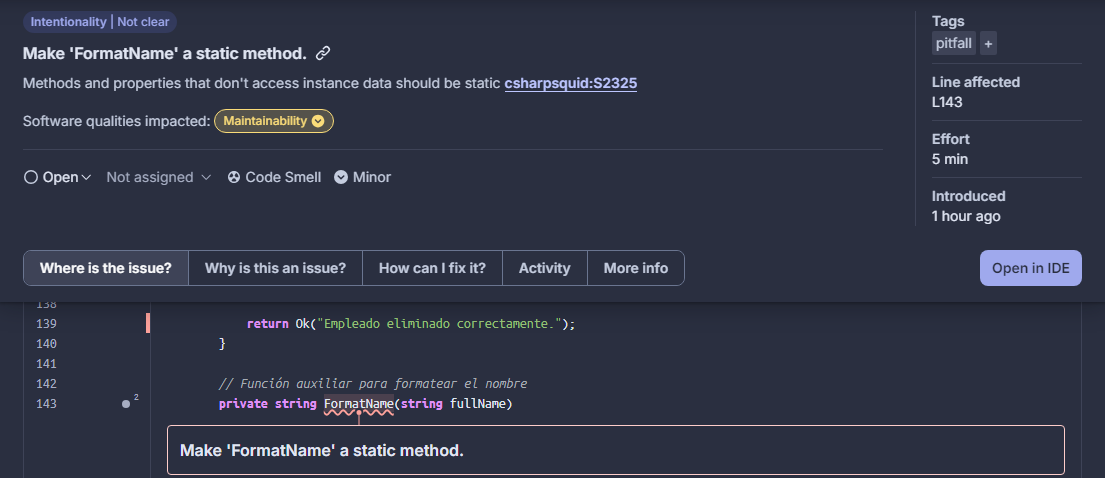 Intentionality | Not clear
Make 'FormatName' a static method.
Methods and properties that don't access instance data should be static csharpsquid:S2325
Software qualities impacted: Maintainability
Open Not assigned Code Smell Minor
Tags
pitfall +
Line affected
L143
Effort
5 min
Introduced
1 hour ago
Where is the issue? Why is this an issue? How can I fix it? Activity More info Open in IDE
138
139 return Ok("Empleado eliminado correctamente.");
140 }
141
142 // Función auxiliar para formatear el nombre
143 2 private string FormatName(string fullName)
Make 'FormatName' a static method.